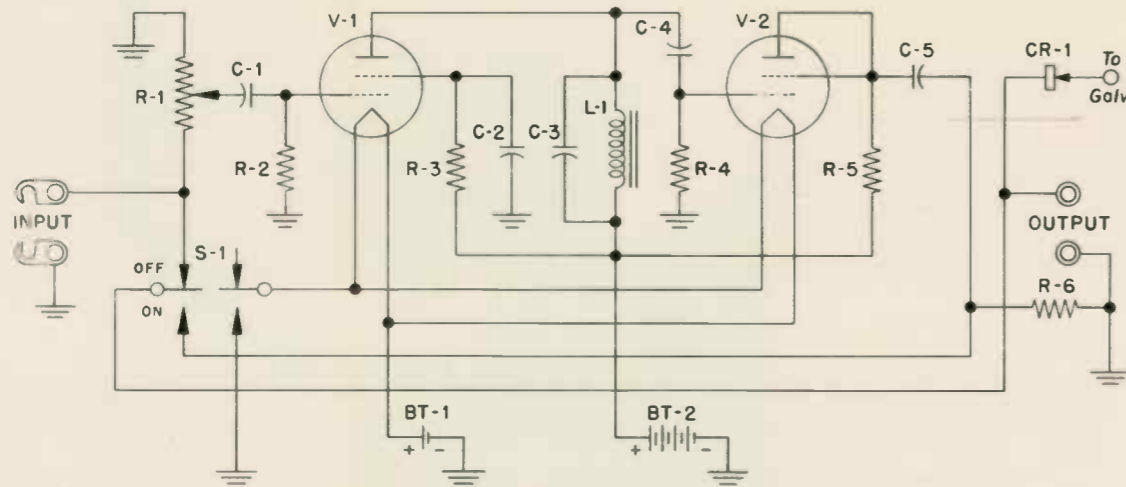 V-1
C-4
V-2
C-5
CR-1
To
Galv
R-1
C-1
R-2
R-3
C-2
C-3
L-1
R-4
R-5
INPUT
OUTPUT
S-1
OFF
ON
R-6
BT-1
+ -
BT-2
+ -